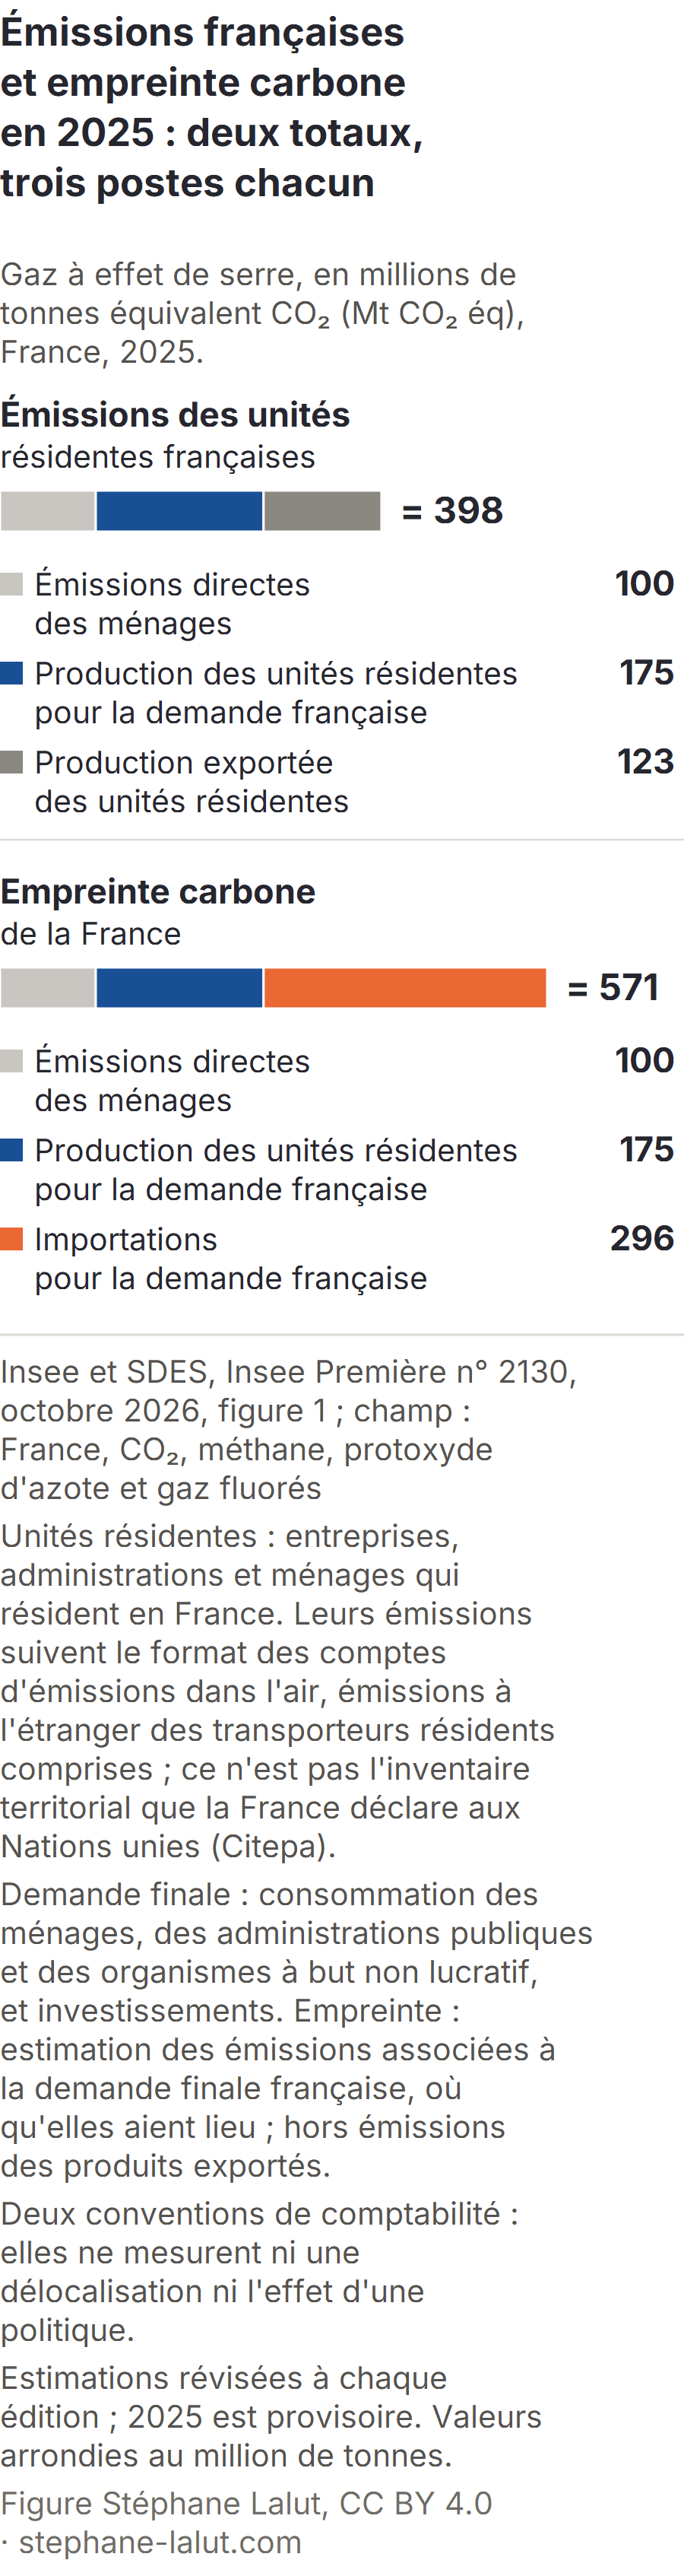 Émissions françaises
et empreinte carbone
en 2025 : deux totaux,
trois postes chacun
Gaz à effet de serre, en millions de
tonnes équivalent CO₂ (Mt CO₂ éq),
France, 2025.
Émissions des unités
résidentes françaises
= 398
Émissions directes 100
des ménages
Production des unités résidentes 175
pour la demande française
Production exportée 123
des unités résidentes
Empreinte carbone
de la France
= 571
Émissions directes 100
des ménages
Production des unités résidentes 175
pour la demande française
Importations 296
pour la demande française
Insee et SDES, Insee Première n° 2130,
octobre 2026, figure 1 ; champ :
France, CO₂, méthane, protoxyde
d'azote et gaz fluorés
Unités résidentes : entreprises,
administrations et ménages qui
résident en France. Leurs émissions
suivent le format des comptes
d'émissions dans l'air, émissions à
l'étranger des transporteurs résidents
comprises ; ce n'est pas l'inventaire
territorial que la France déclare aux
Nations unies (Citepa).
Demande finale : consommation des
ménages, des administrations publiques
et des organismes à but non lucratif,
et investissements. Empreinte :
estimation des émissions associées à
la demande finale française, où
qu'elles aient lieu ; hors émissions
des produits exportés.
Deux conventions de comptabilité :
elles ne mesurent ni une
délocalisation ni l'effet d'une
politique.
Estimations révisées à chaque
édition ; 2025 est provisoire. Valeurs
arrondies au million de tonnes.
Figure Stéphane Lalut, CC BY 4.0
· stephane-lalut.com